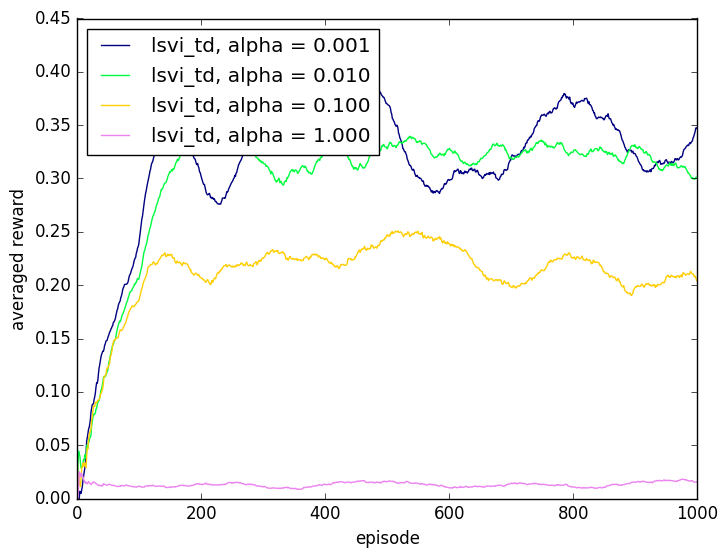 0.45
0.40
0.35
0.30
0.25
0.20
0.15
0.10
0.05
0.00
averaged reward
lsvi_td, alpha = 0.001
lsvi_td, alpha = 0.010
lsvi_td, alpha = 0.100
lsvi_td, alpha = 1.000
0 200 400 600 800 1000
episode